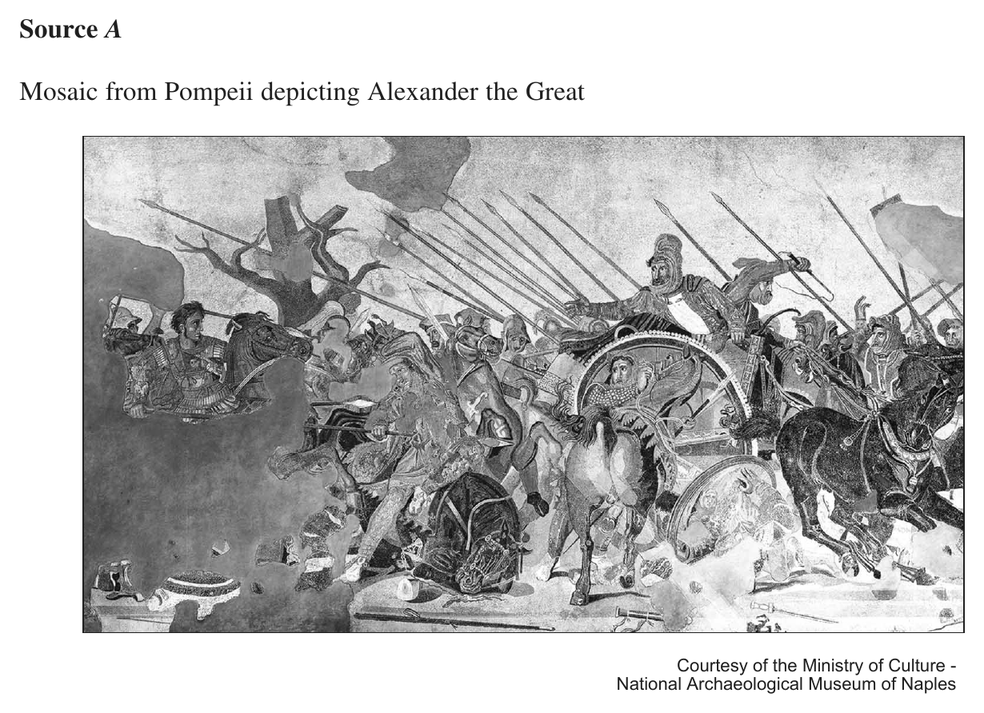 Source A
Mosaic from Pompeii depicting Alexander the Great
Courtesy of the Ministry of Culture -
National Archaeological Museum of Naples